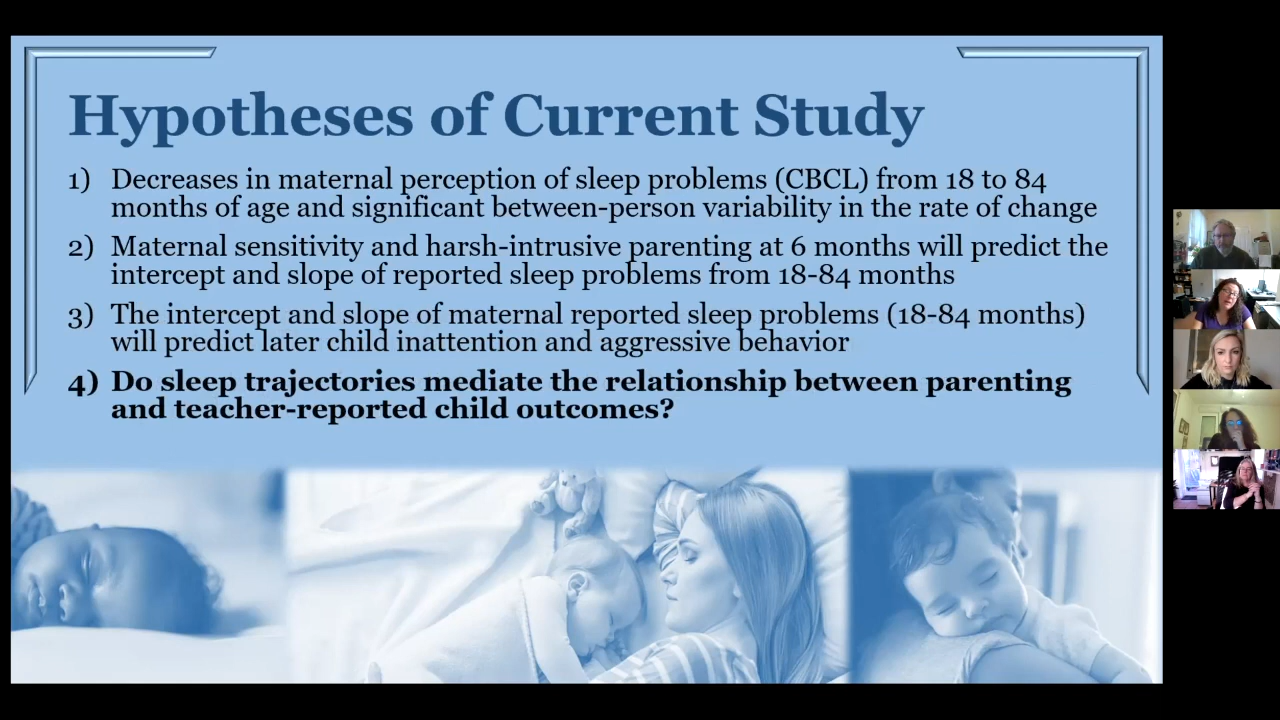 Hypotheses of Current Study
1) Decreases in maternal perception of sleep problems (CBCL) from 18 to 84
months of age and significant between-person variability in the rate of change
2) Maternal sensitivity and harsh-intrusive parenting at 6 months will predict the
intercept and slope of reported sleep problems from 18-84 months
3) The intercept and slope of maternal reported sleep problems (18-84 months)
will predict later child inattention and aggressive behavior
4) Do sleep trajectories mediate the relationship between parenting
and teacher-reported child outcomes?